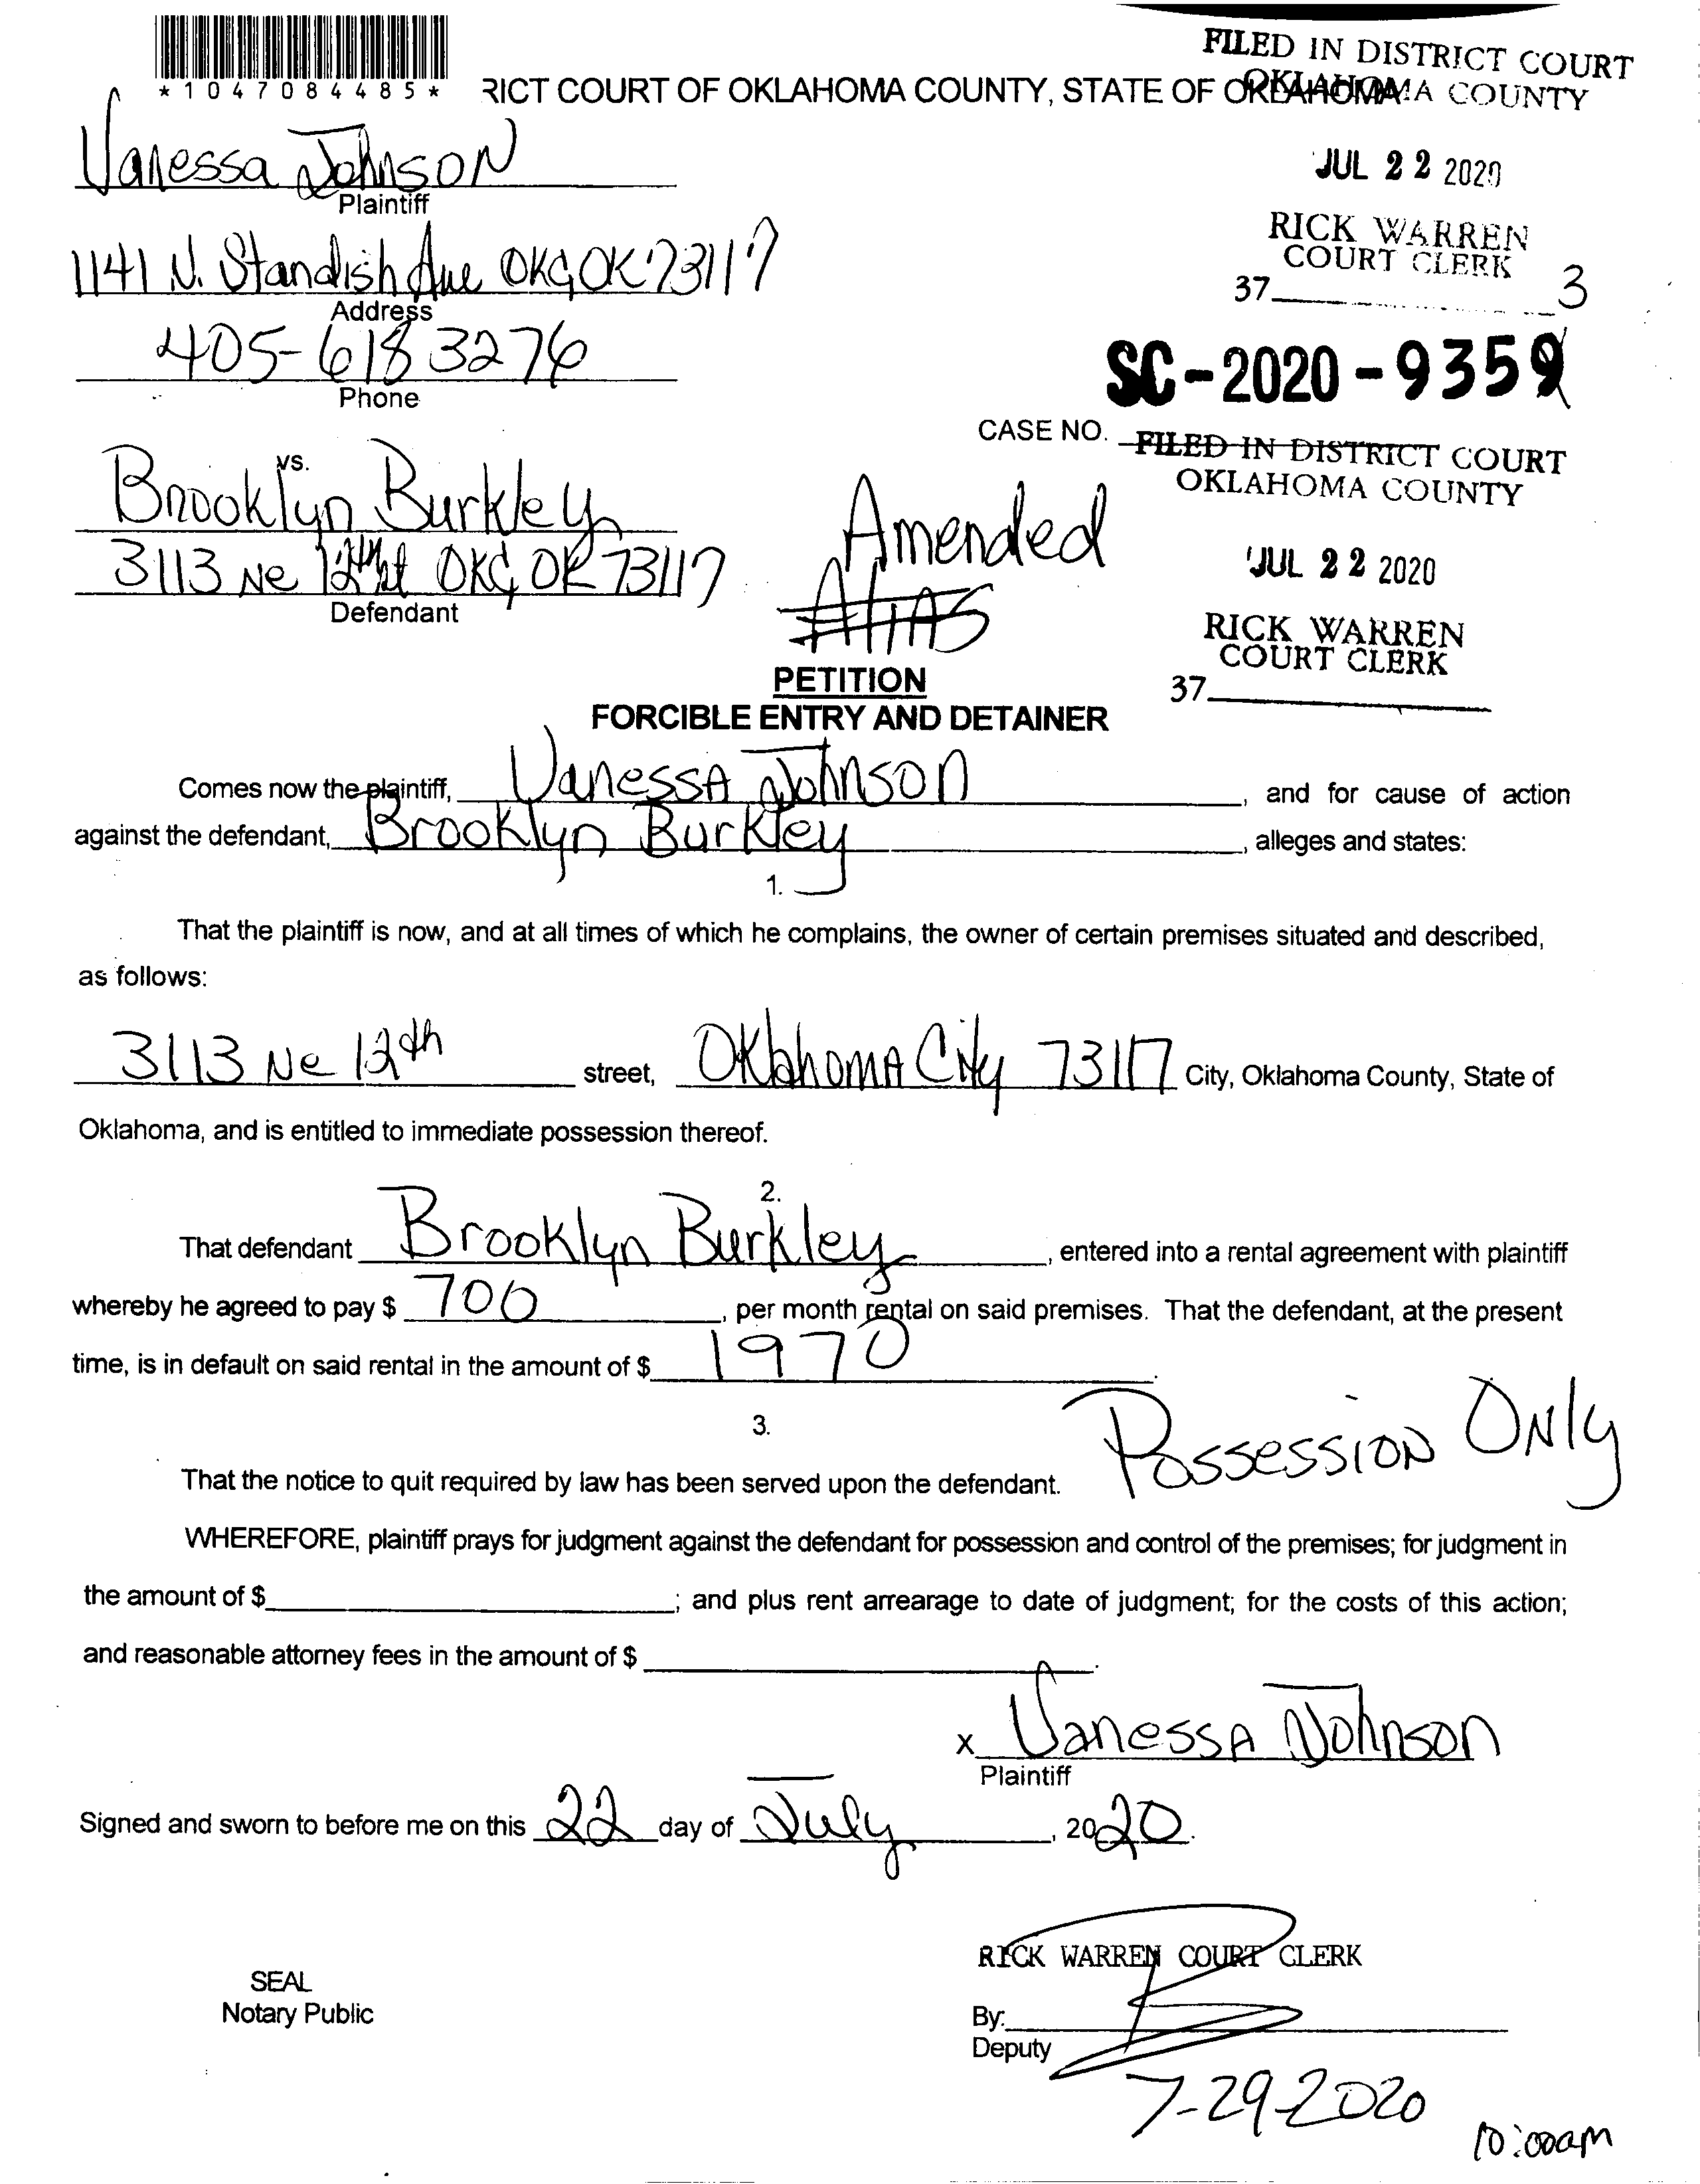 *1047084485*
RICT COURT OF OKLAHOMA COUNTY, STATE OF OKLAHOMA
FILED IN DISTRICT COURT
OKLAHOMA COUNTY
JUL 22 2020
RICK WARREN
COURT CLERK
37 3
Vanessa Johnson
Plaintiff
1141 N. Standish Ave OKC, OK 73117
Address
405-618 3276
Phone
SC-2020-9359
CASE NO.
FILED IN DISTRICT COURT
OKLAHOMA COUNTY
JUL 22 2020
RICK WARREN
COURT CLERK
37
vs.
Brooklyn Burkley
3113 Ne 12th st OKC, OK 73117
Defendant
Amended
Alias
PETITION
FORCIBLE ENTRY AND DETAINER
Comes now the plaintiff, Vanessa Johnson, and for cause of action
against the defendant, Brooklyn Burkley, alleges and states:
1.
That the plaintiff is now, and at all times of which he complains, the owner of certain premises situated and described,
as follows:
3113 Ne 12th street, Oklahoma City 73117 City, Oklahoma County, State of
Oklahoma, and is entitled to immediate possession thereof.
2.
That defendant Brooklyn Burkley, entered into a rental agreement with plaintiff
whereby he agreed to pay $ 700, per month rental on said premises. That the defendant, at the present
time, is in default on said rental in the amount of $ 1970.
3.
Possession Only
That the notice to quit required by law has been served upon the defendant.
WHEREFORE, plaintiff prays for judgment against the defendant for possession and control of the premises; for judgment in
the amount of $ ; and plus rent arrearage to date of judgment; for the costs of this action;
and reasonable attorney fees in the amount of $ .
x Vanessa Johnson
Plaintiff
Signed and sworn to before me on this 22 day of July, 2020.
RICK WARREN COURT CLERK
SEAL
Notary Public
By:
Deputy
7-29-2020
10:00am